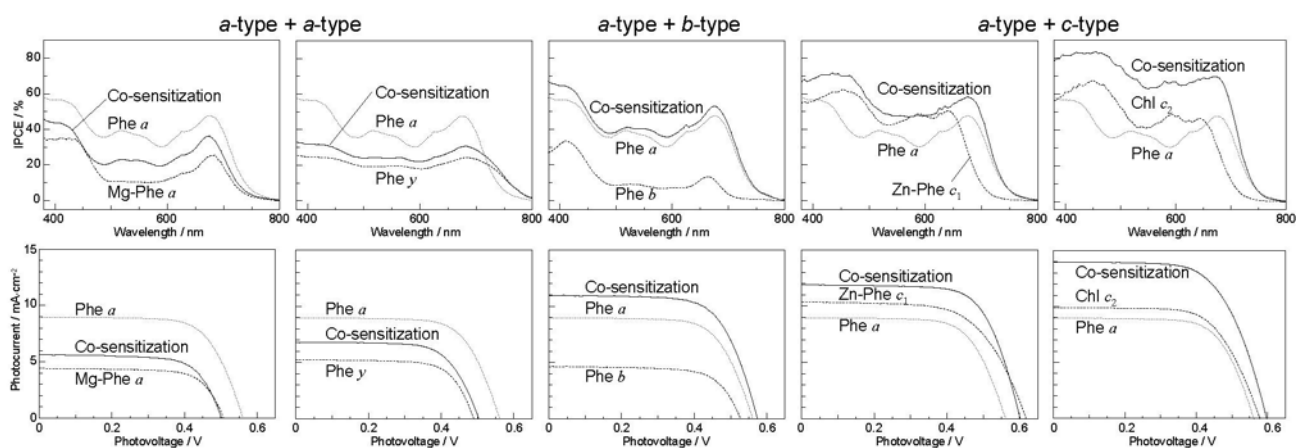 a-type + a-type
a-type + b-type
a-type + c-type
IPCE / %
80
60
40
20
0
Co-sensitization
Phe a
Mg-Phe a
400
600
800
Wavelength / nm
Co-sensitization
Phe a
Phe y
400
600
800
Wavelength / nm
Co-sensitization
Phe a
Phe b
400
600
800
Wavelength / nm
Co-sensitization
Phe a
Zn-Phe c1
400
600
800
Wavelength / nm
Co-sensitization
Chl c2
Phe a
400
600
800
Wavelength / nm
Photocurrent / mA·cm-2
15
10
5
0
Phe a
Co-sensitization
Mg-Phe a
0
0.2
0.4
0.6
Photovoltage / V
Phe a
Co-sensitization
Phe y
0
0.2
0.4
0.6
Photovoltage / V
Co-sensitization
Phe a
Phe b
0
0.2
0.4
0.6
Photovoltage / V
Co-sensitization
Zn-Phe c1
Phe a
0
0.2
0.4
0.6
Photovoltage / V
Co-sensitization
Chl c2
Phe a
0
0.2
0.4
0.6
Photovoltage / V